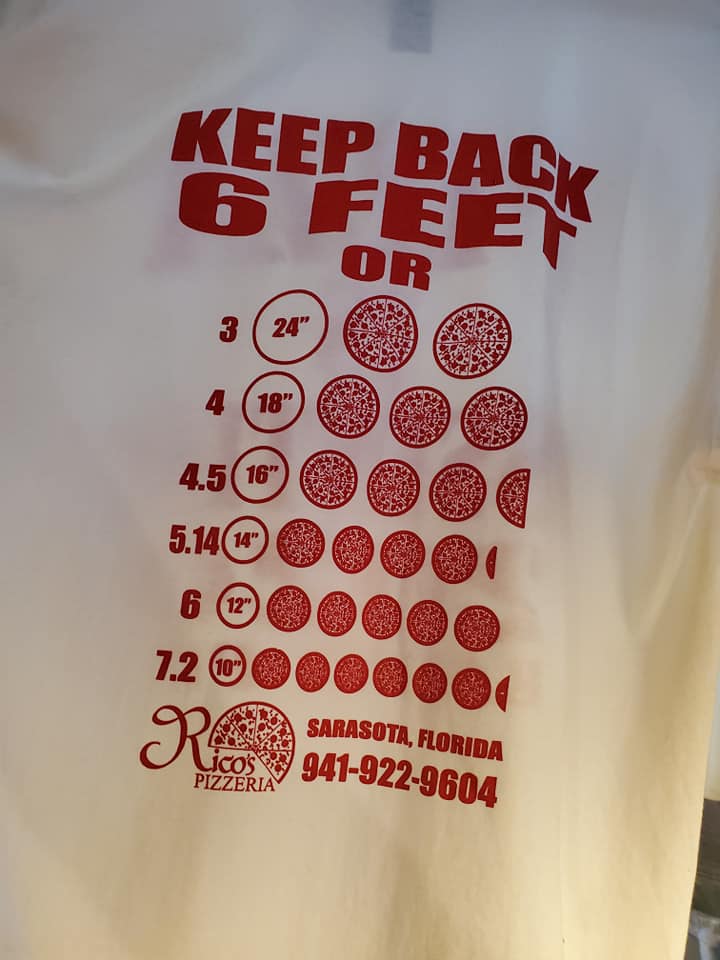 KEEP BACK
6 FEET
OR
3 24”
4 18”
4.5 16”
5.14 14”
6 12”
7.2 10”
Rico's
PIZZERIA
SARASOTA, FLORIDA
941-922-9604